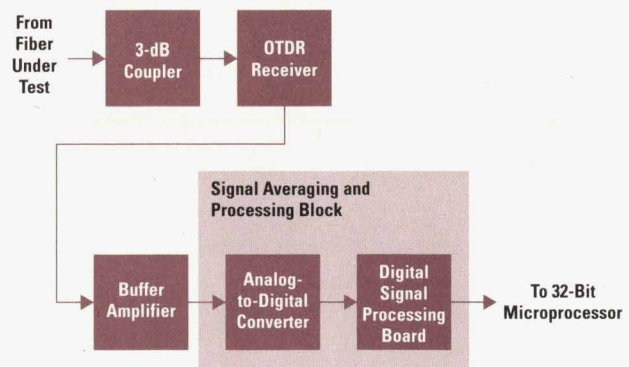 From
Fiber
Under
Test
3-dB
Coupler
OTDR
Receiver
Signal Averaging and
Processing Block
Buffer
Amplifier
Analog-
to-Digital
Converter
Digital
Signal
Processing
Board
To 32-Bit
Microprocessor